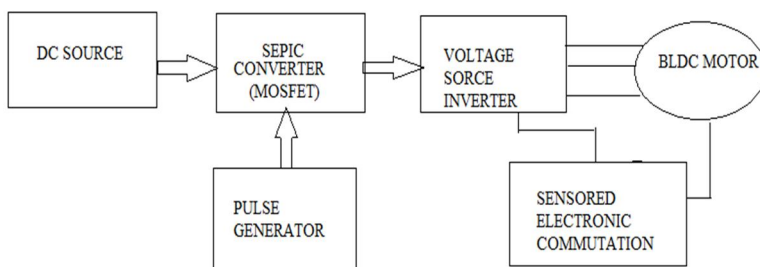 DC SOURCE
SEPIC
CONVERTER
(MOSFET)
VOLTAGE
SORCE
INVERTER
BLDC MOTOR
PULSE
GENERATOR
SENSORED
ELECTRONIC
COMMUTATION